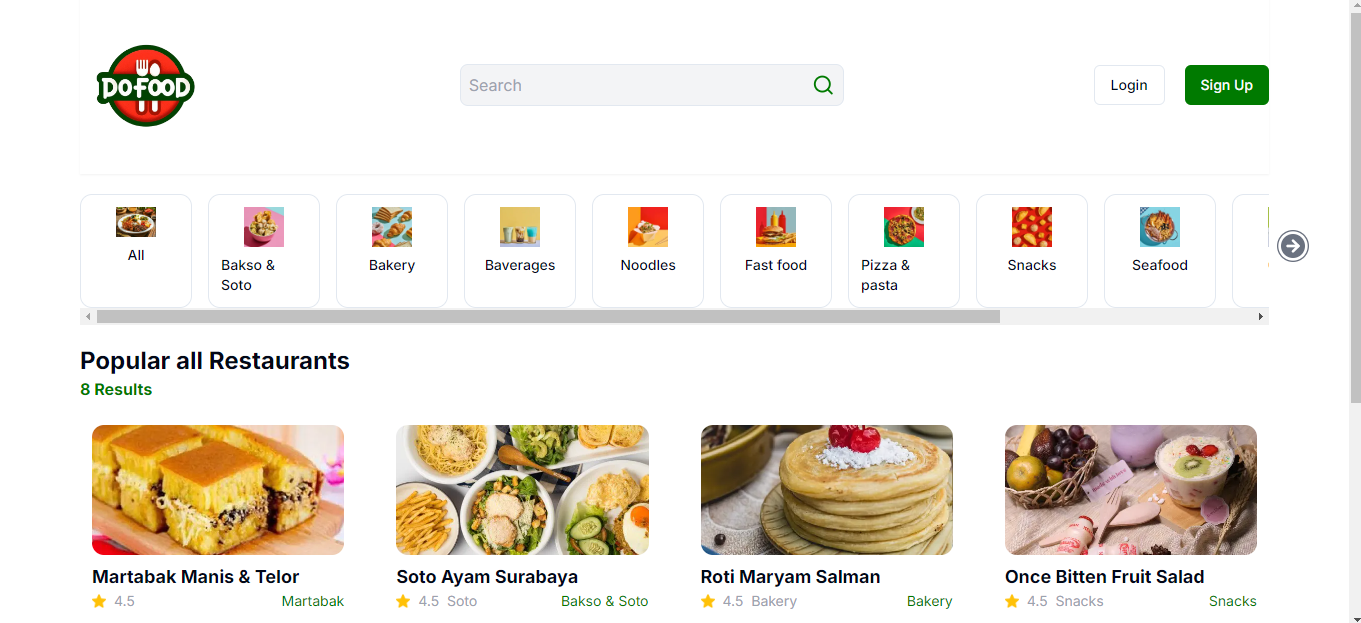 DOFOOD
Search
Login
Sign Up
All
Bakso &
Soto
Bakery
Baverages
Noodles
Fast food
Pizza &
pasta
Snacks
Seafood
Popular all Restaurants
8 Results
Martabak Manis & Telor
4.5 Martabak
Soto Ayam Surabaya
4.5 Soto Bakso & Soto
Roti Maryam Salman
4.5 Bakery Bakery
Once Bitten Fruit Salad
4.5 Snacks Snacks